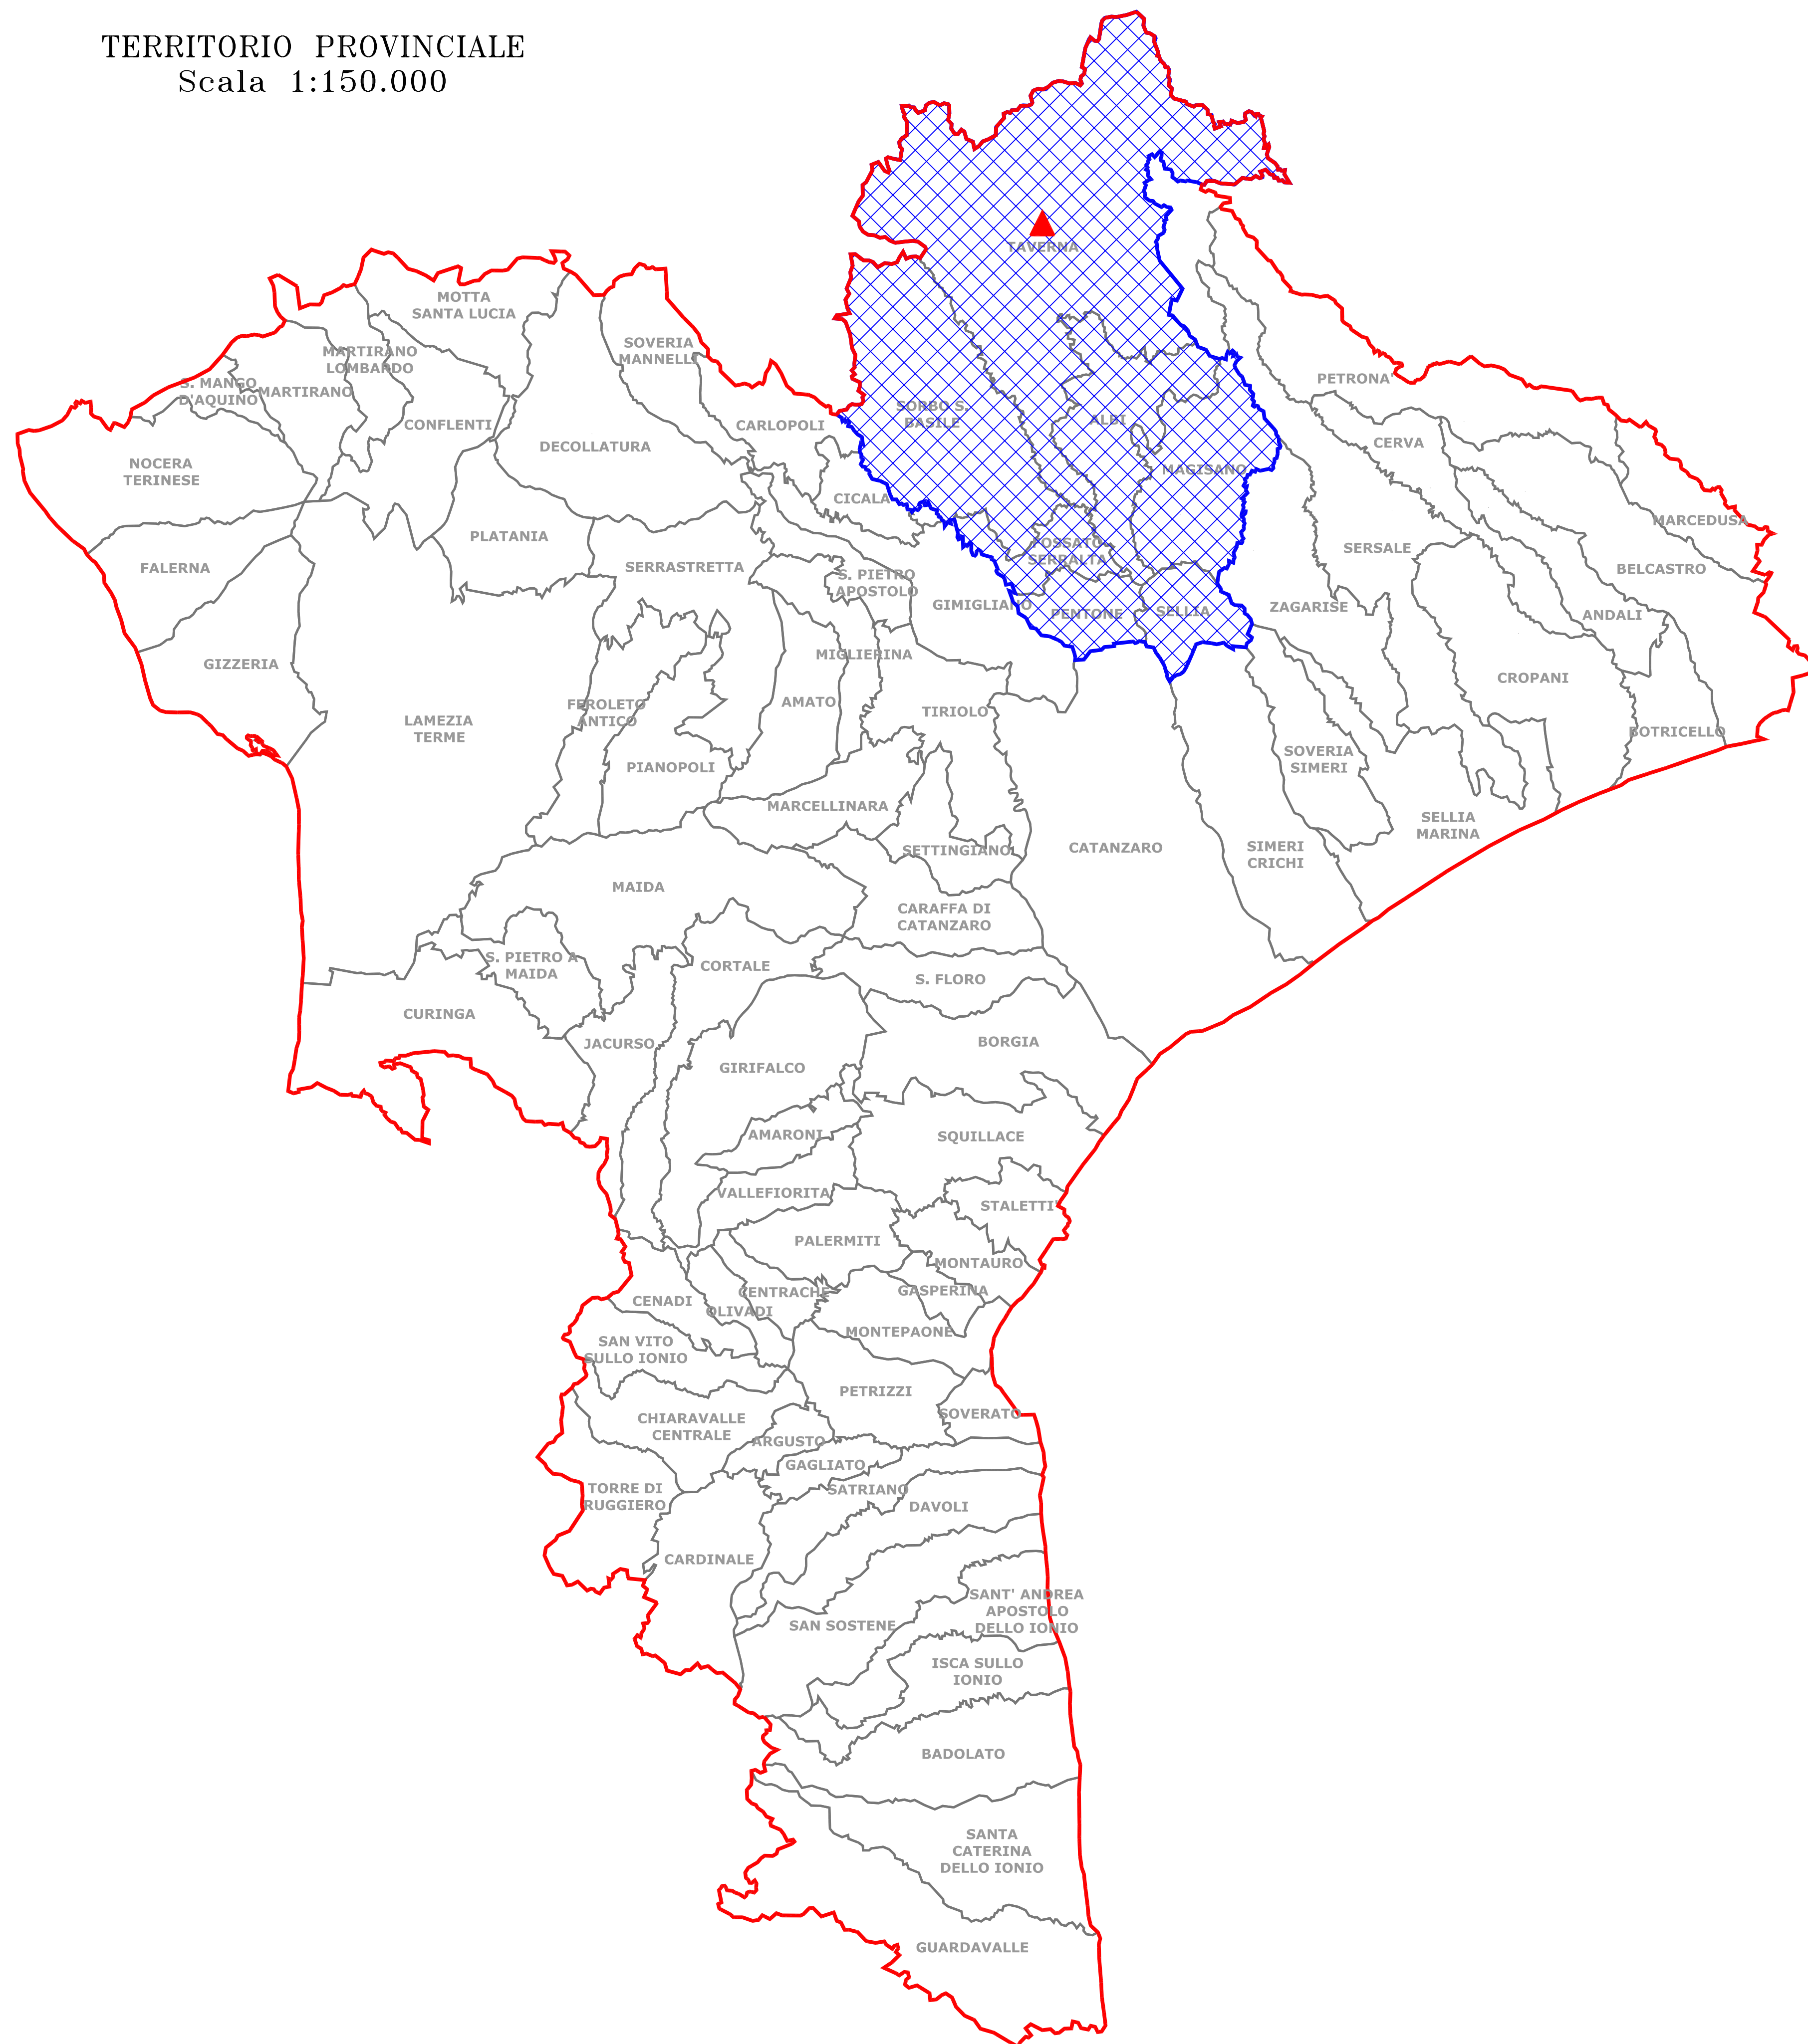 TERRITORIO PROVINCIALE
Scala 1:150.000
TAVERNA
MOTTA
SANTA LUCIA
SOVERIA
MANNELLI
MARTIRANO
LOMBARDO
S. MANGO
D'AQUINO
MARTIRANO
CONFLENTI
DECOLLATURA
CARLOPOLI
SORBO S.
BASILE
ALBI
MAGISANO
PETRONA'
CERVA
NOCERA
TERINESE
CICALA
PLATANIA
FALERNA
SERRASTRETTA
S. PIETRO
APOSTOLO
FOSSATO
SERRALTA
GIMIGLIANO
PENTONE
SELLIA
ZAGARISE
SERSALE
MARCEDUSA
BELCASTRO
ANDALI
GIZZERIA
MIGLIERINA
CROPANI
LAMEZIA
TERME
FEROLETO
ANTICO
AMATO
TIRIOLO
BOTRICELLO
PIANOPOLI
SOVERIA
SIMERI
MARCELLINARA
SELLIA
MARINA
SETTINGIANO
CATANZARO
SIMERI
CRICHI
MAIDA
CARAFFA DI
CATANZARO
S. PIETRO A
MAIDA
CORTALE
S. FLORO
CURINGA
JACURSO
BORGIA
GIRIFALCO
AMARONI
SQUILLACE
VALLEFIORITA
STALETTI'
PALERMITI
MONTAURO
CENTRACHE
GASPERINA
CENADI
OLIVADI
MONTEPAONE
SAN VITO
SULLO IONIO
PETRIZZI
CHIARAVALLE
CENTRALE
SOVERATO
ARGUSTO
GAGLIATO
TORRE DI
RUGGIERO
SATRIANO
DAVOLI
CARDINALE
SANT' ANDREA
APOSTOLO
DELLO IONIO
SAN SOSTENE
ISCA SULLO
IONIO
BADOLATO
SANTA
CATERINA
DELLO IONIO
GUARDAVALLE